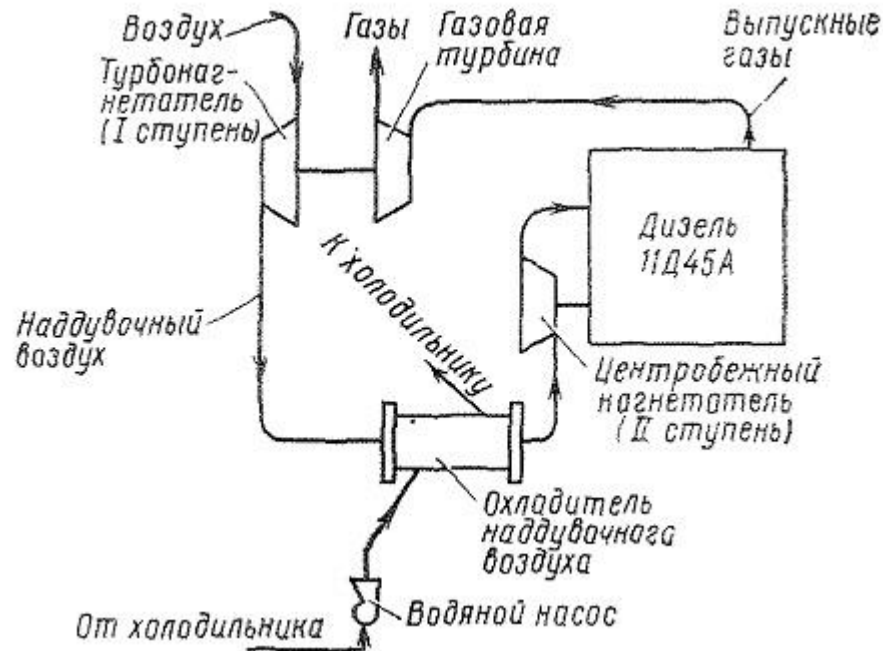 Воздух
Турбонаг-
нетатель
(I ступень)
Газы
Газовая
турбина
Выпускные
газы
Дизель
11Д45А
Наддувочный
воздух
К холодильнику
Центробежный
нагнетатель
(II ступень)
Охладитель
наддувочного
воздуха
Водяной насос
От холодильника